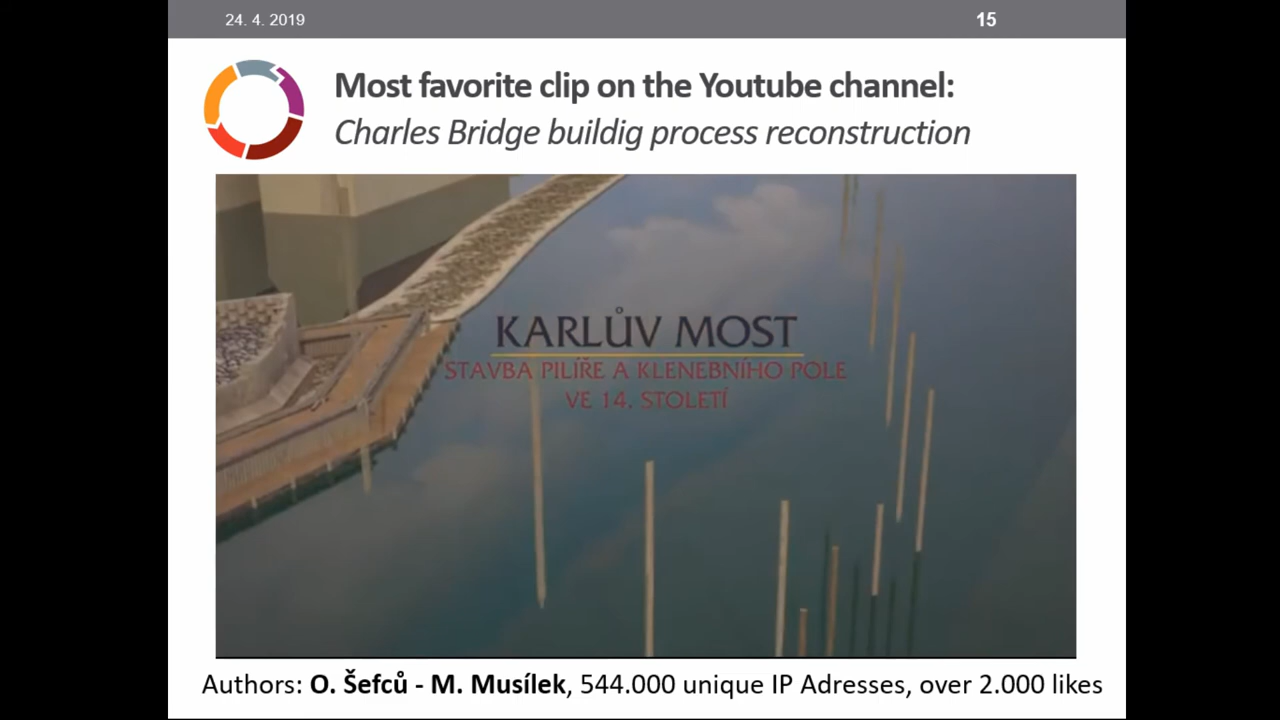 24. 4. 2019
15
Most favorite clip on the Youtube channel:
Charles Bridge buildig process reconstruction
KARLŮV MOST
STAVBA PILÍŘE A KLENEBNÍHO POLE
VE 14. STOLETÍ
Authors: O. Šefců - M. Musílek, 544.000 unique IP Adresses, over 2.000 likes